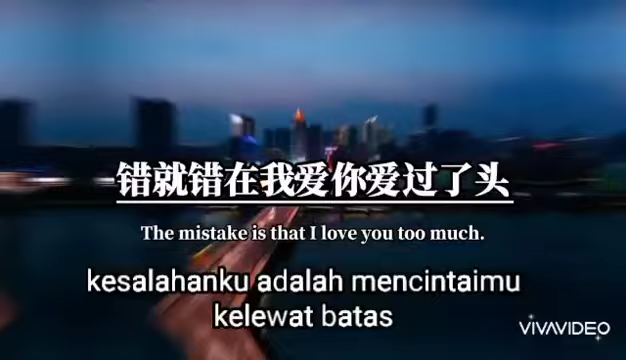 错就错在我爱你爱过了头
The mistake is that I love you too much.
kesalahanku adalah mencintaimu
kelewat batas
VIVAVIDEO